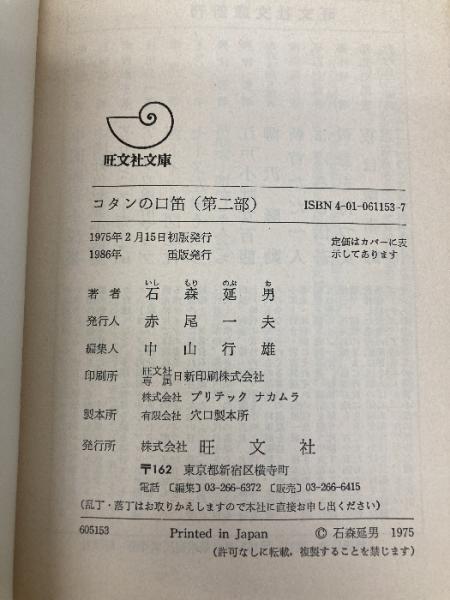 旺文社文庫
コタンの口笛（第二部） ISBN 4-01-061153-7
1975年2月15日初版発行
1986年 重版発行
定価はカバーに表
示してあります
いし もり のぶ お
著者 石森延男
発行人 赤尾一夫
編集人 中山行雄
印刷所 旺文社専属 日新印刷株式会社
株式会社 プリテック ナカムラ
製本所 有限会社 穴口製本所
発行所 株式会社 旺文社
〒162 東京都新宿区横寺町
電話 〔編集〕03-266-6372 〔販売〕03-266-6415
（乱丁・落丁はお取りかえしますので本社に直接お申し出ください）
605153 Printed in Japan © 石森延男 1975
（許可なしに転載，複製することを禁じます）